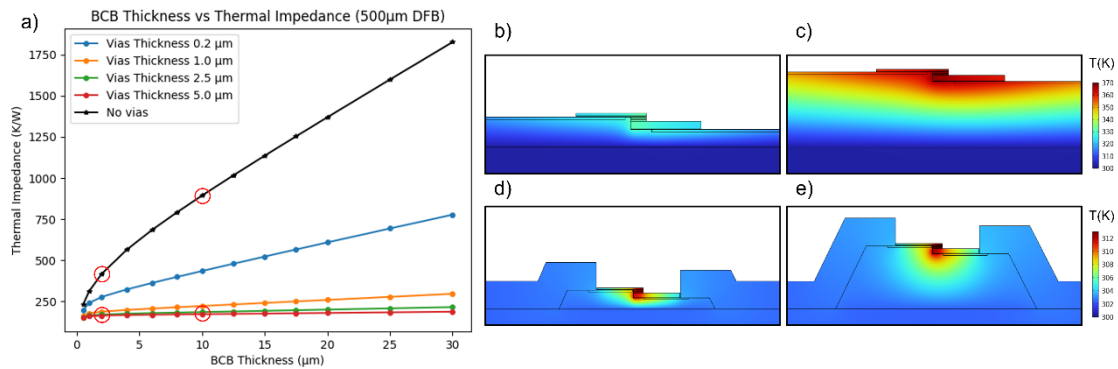 a)
BCB Thickness vs Thermal Impedance (500μm DFB)
Thermal Impedance (K/W)
1750
1500
1250
1000
750
500
250
Vias Thickness 0.2 μm
Vias Thickness 1.0 μm
Vias Thickness 2.5 μm
Vias Thickness 5.0 μm
No vias
0 5 10 15 20 25 30
BCB Thickness (μm)
b)
c)
T(K)
370
360
350
340
330
320
310
300
d)
e)
T(K)
312
310
308
306
304
302
300